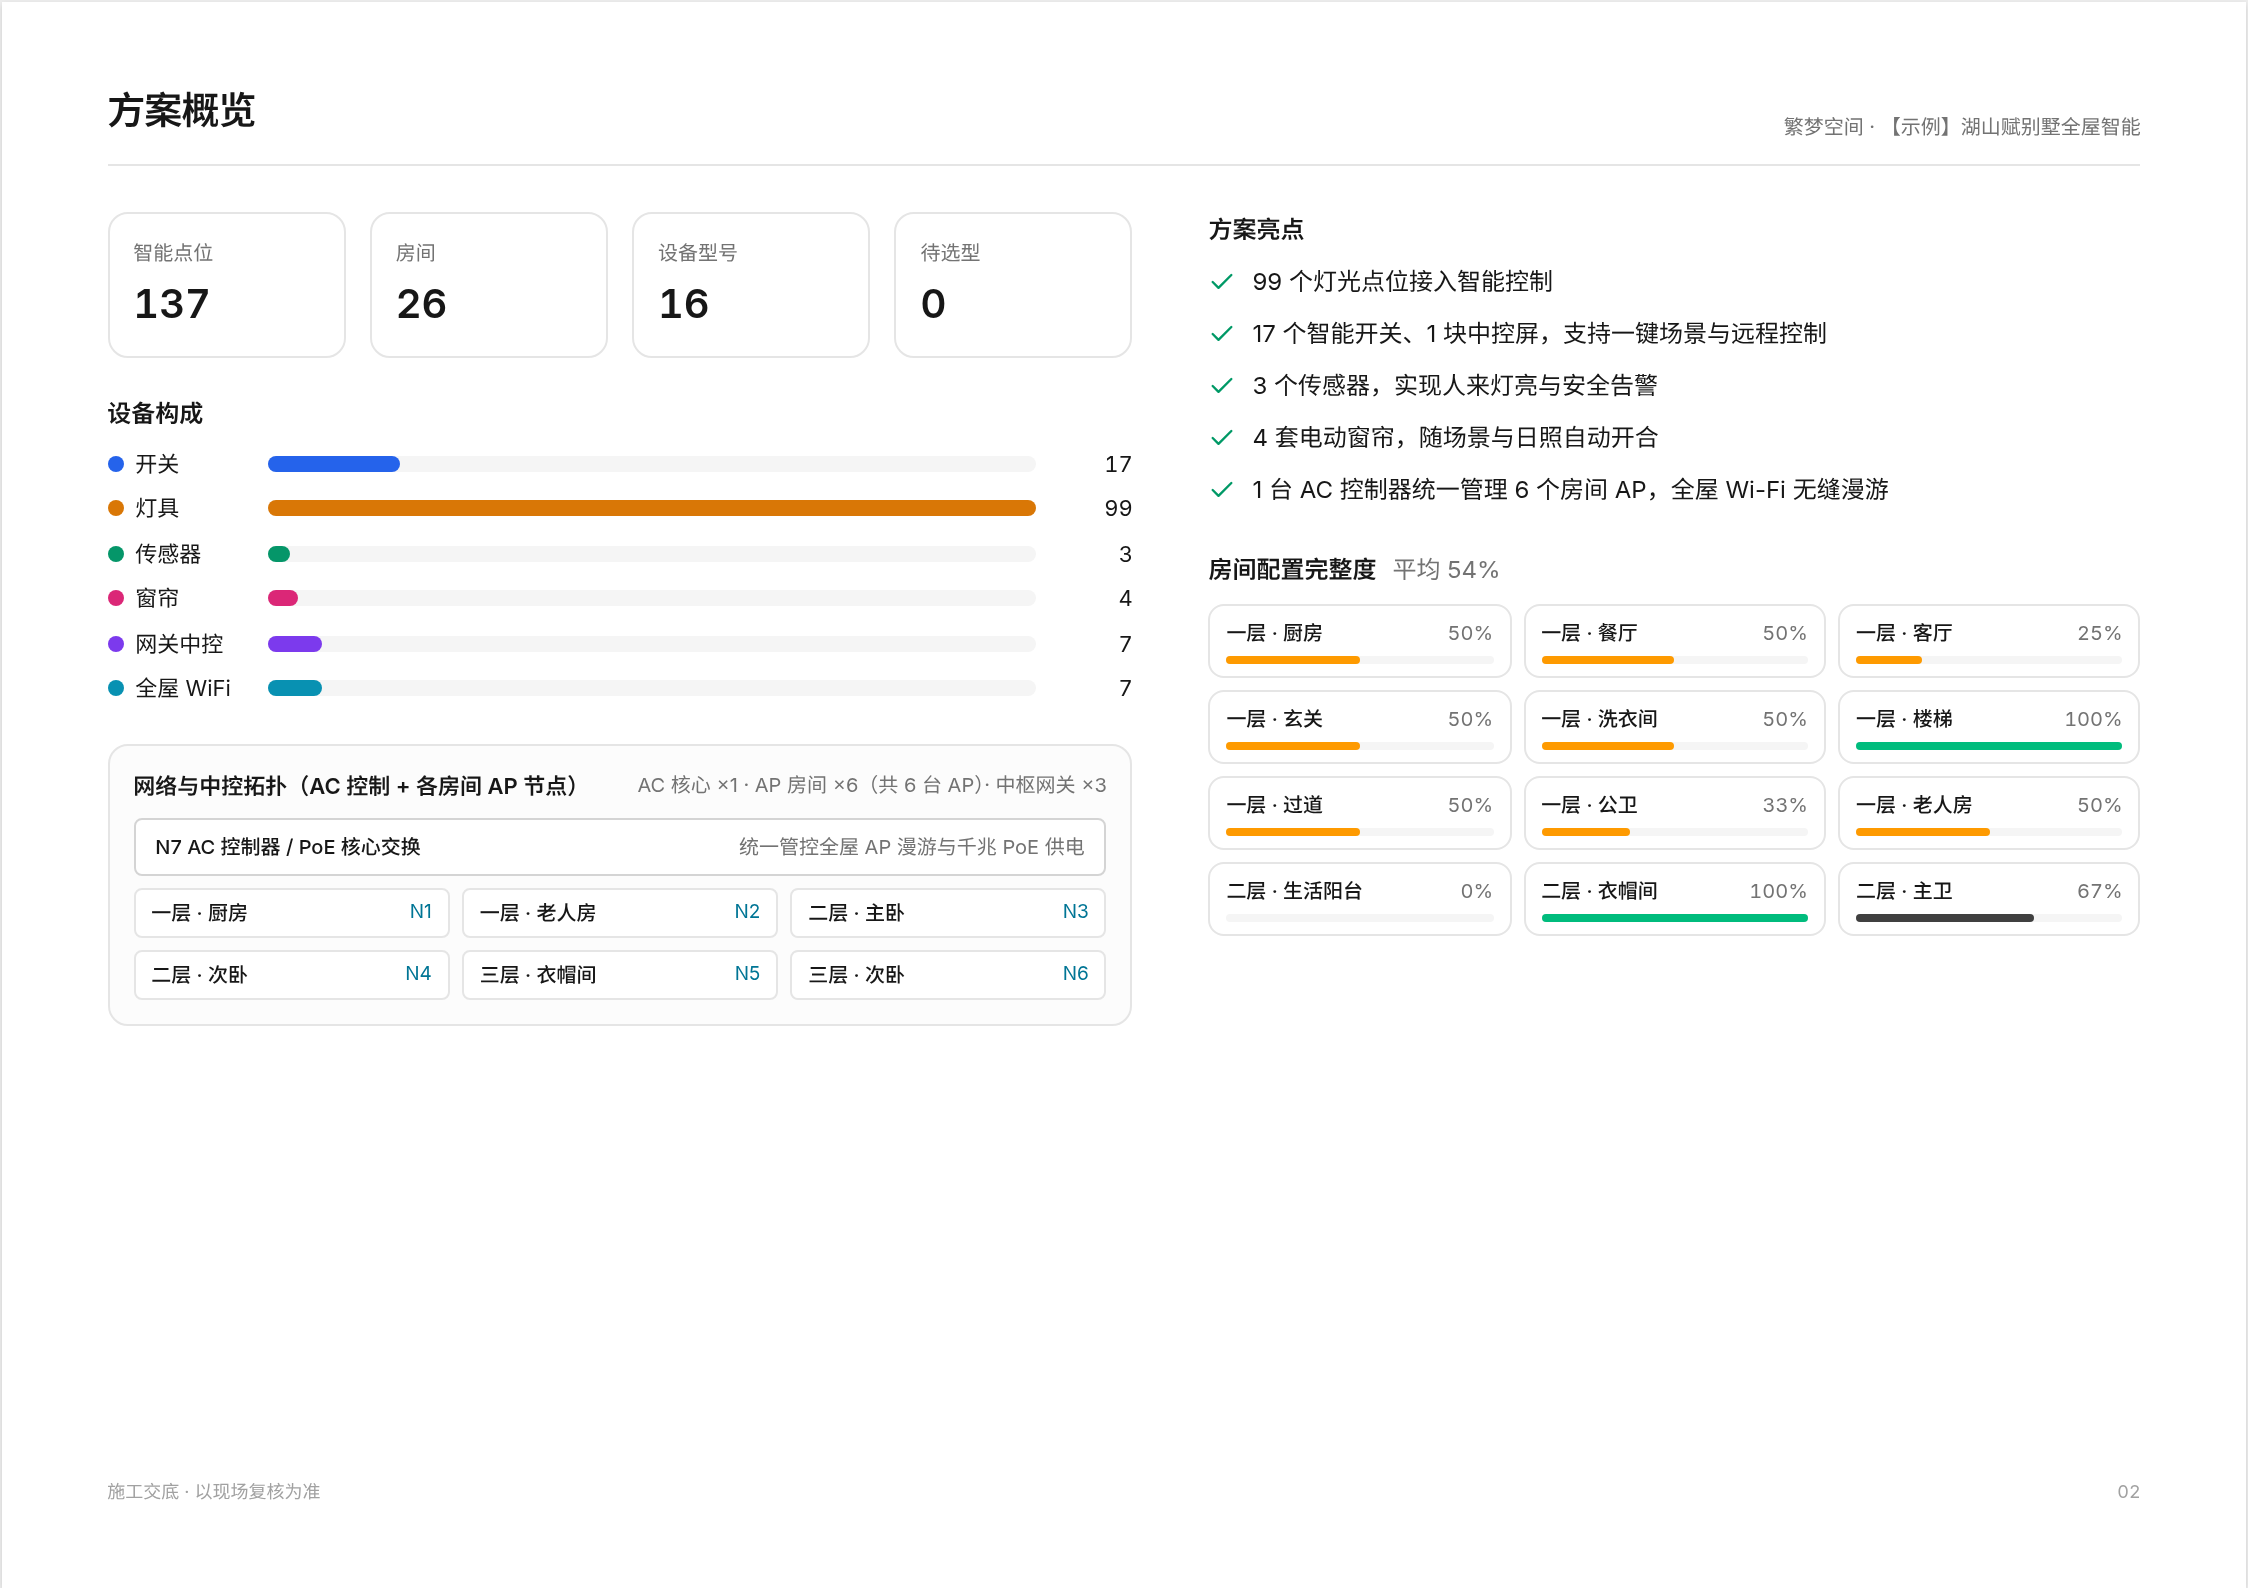 方案概览
繁梦空间 · 【示例】湖山赋别墅全屋智能
智能点位
137
房间
26
设备型号
16
待选型
0
设备构成
开关 17
灯具 99
传感器 3
窗帘 4
网关中控 7
全屋 WiFi 7
网络与中控拓扑（AC 控制 + 各房间 AP 节点） AC 核心 ×1 · AP 房间 ×6（共 6 台 AP）· 中枢网关 ×3
N7 AC 控制器 / PoE 核心交换 统一管控全屋 AP 漫游与千兆 PoE 供电
一层 · 厨房 N1 一层 · 老人房 N2 二层 · 主卧 N3
二层 · 次卧 N4 三层 · 衣帽间 N5 三层 · 次卧 N6
方案亮点
99 个灯光点位接入智能控制
17 个智能开关、1 块中控屏，支持一键场景与远程控制
3 个传感器，实现人来灯亮与安全告警
4 套电动窗帘，随场景与日照自动开合
1 台 AC 控制器统一管理 6 个房间 AP，全屋 Wi-Fi 无缝漫游
房间配置完整度 平均 54%
一层 · 厨房 50% 一层 · 餐厅 50% 一层 · 客厅 25%
一层 · 玄关 50% 一层 · 洗衣间 50% 一层 · 楼梯 100%
一层 · 过道 50% 一层 · 公卫 33% 一层 · 老人房 50%
二层 · 生活阳台 0% 二层 · 衣帽间 100% 二层 · 主卫 67%
施工交底 · 以现场复核为准
02